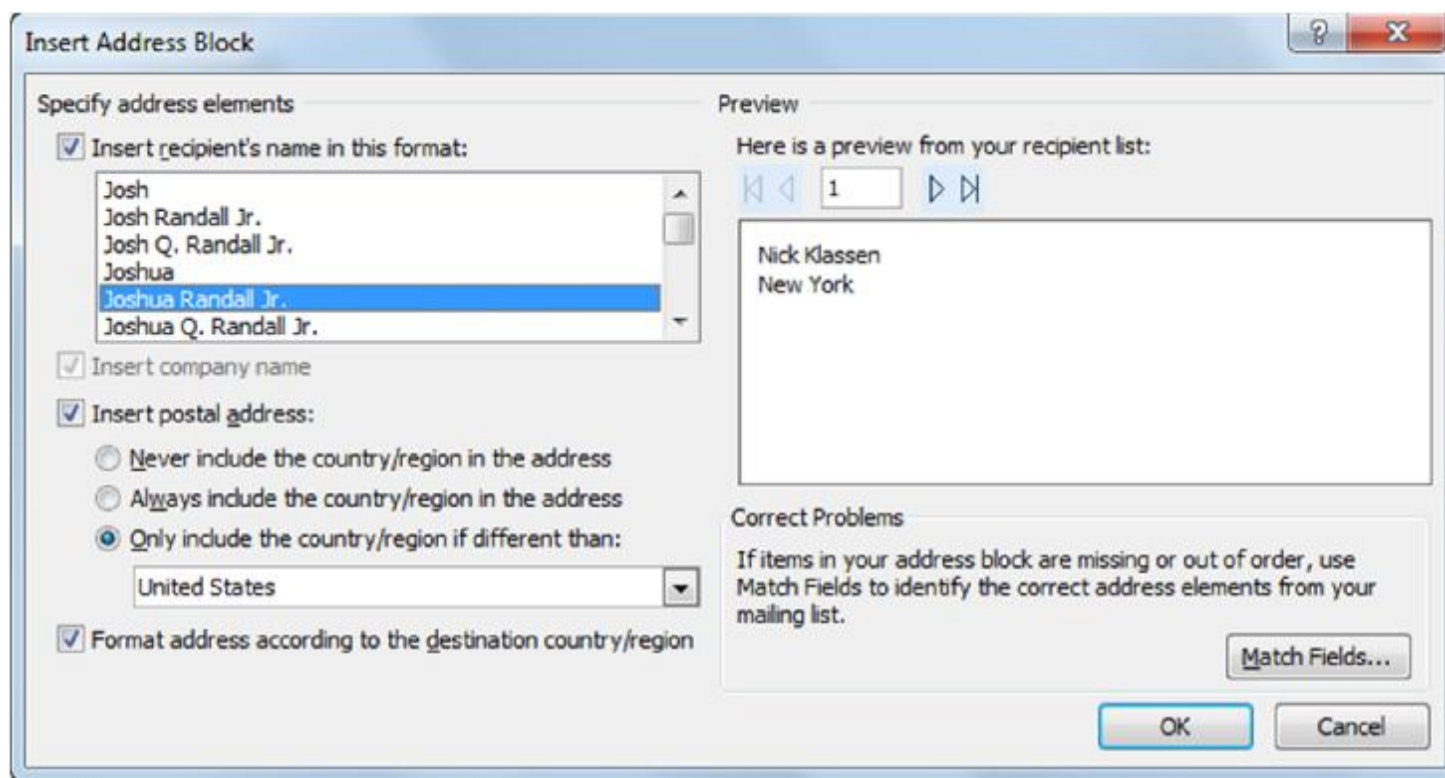 Insert Address Block
Specify address elements
Insert recipient's name in this format:
Josh
Josh Randall Jr.
Josh Q. Randall Jr.
Joshua
Joshua Randall Jr.
Joshua Q. Randall Jr.
Insert company name
Insert postal address:
Never include the country/region in the address
Always include the country/region in the address
Only include the country/region if different than:
United States
Format address according to the destination country/region
Preview
Here is a preview from your recipient list:
1
Nick Klassen
New York
Correct Problems
If items in your address block are missing or out of order, use
Match Fields to identify the correct address elements from your
mailing list.
Match Fields...
OK
Cancel